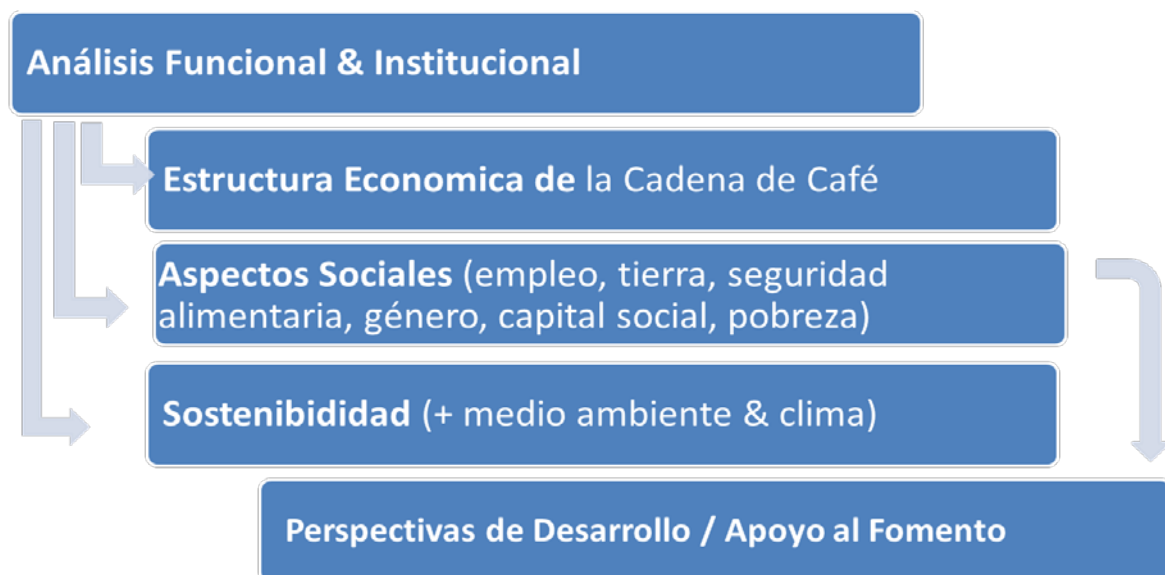 Análisis Funcional & Institucional
Estructura Economica de la Cadena de Café
Aspectos Sociales (empleo, tierra, seguridad
alimentaria, género, capital social, pobreza)
Sostenibididad (+ medio ambiente & clima)
Perspectivas de Desarrollo / Apoyo al Fomento